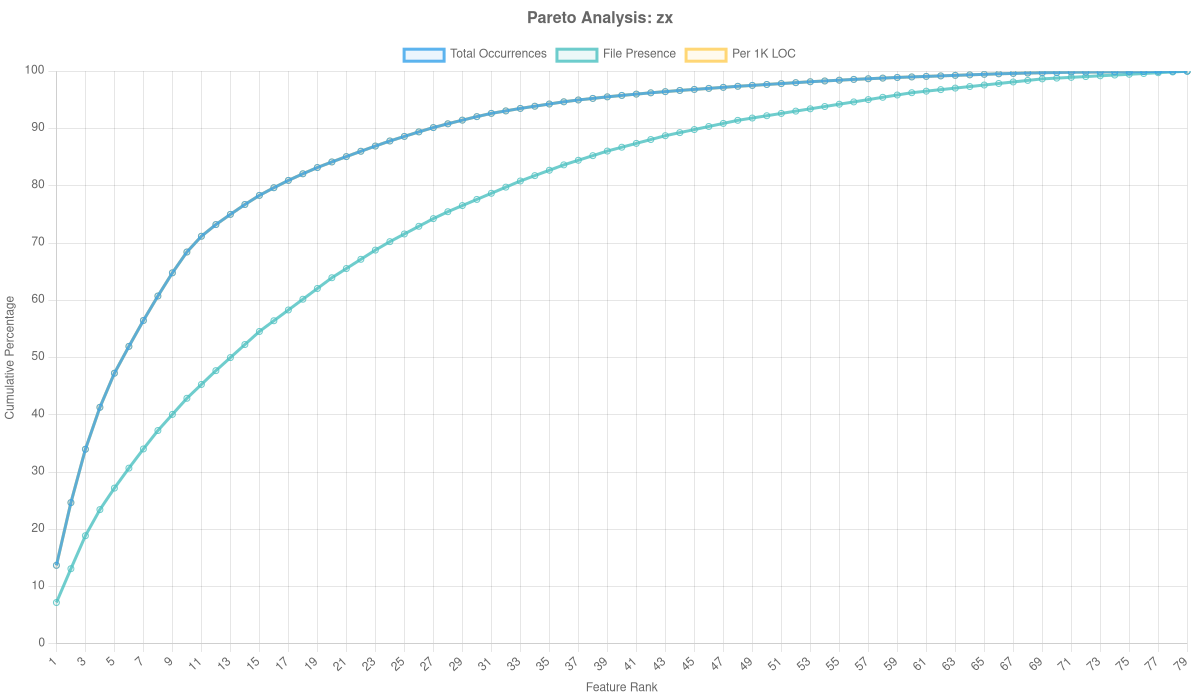 Pareto Analysis: zx
Total Occurrences File Presence Per 1K LOC
100
90
80
70
60
50
40
30
20
10
0
Cumulative Percentage
1 3 5 7 9 11 13 15 17 19 21 23 25 27 29 31 33 35 37 39 41 43 45 47 49 51 53 55 57 59 61 63 65 67 69 71 73 75 77 79
Feature Rank